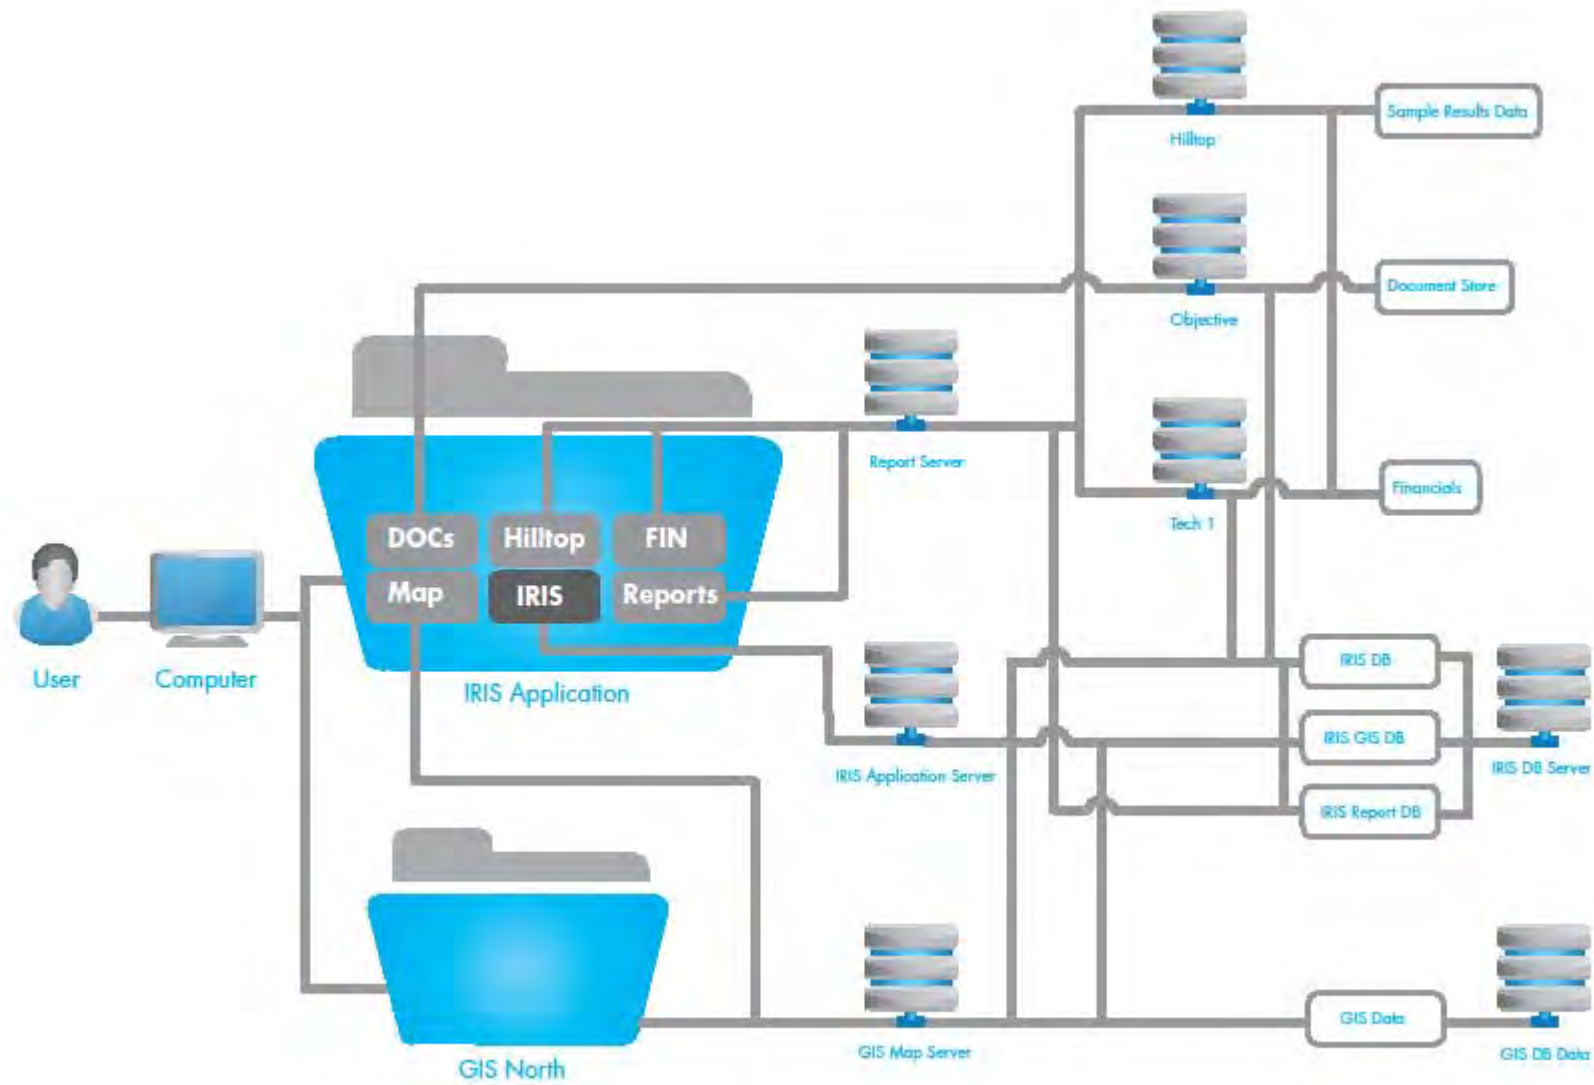 Hilltop
Sample Results Data
Objective
Document Store
Report Server
Tech 1
Financials
DOCs
Hilltop
FIN
Map
IRIS
Reports
User
Computer
IRIS Application
IRIS Application Server
IRIS DB
IRIS GIS DB
IRIS Report DB
IRIS DB Server
GIS North
GIS Map Server
GIS Data
GIS DB Data